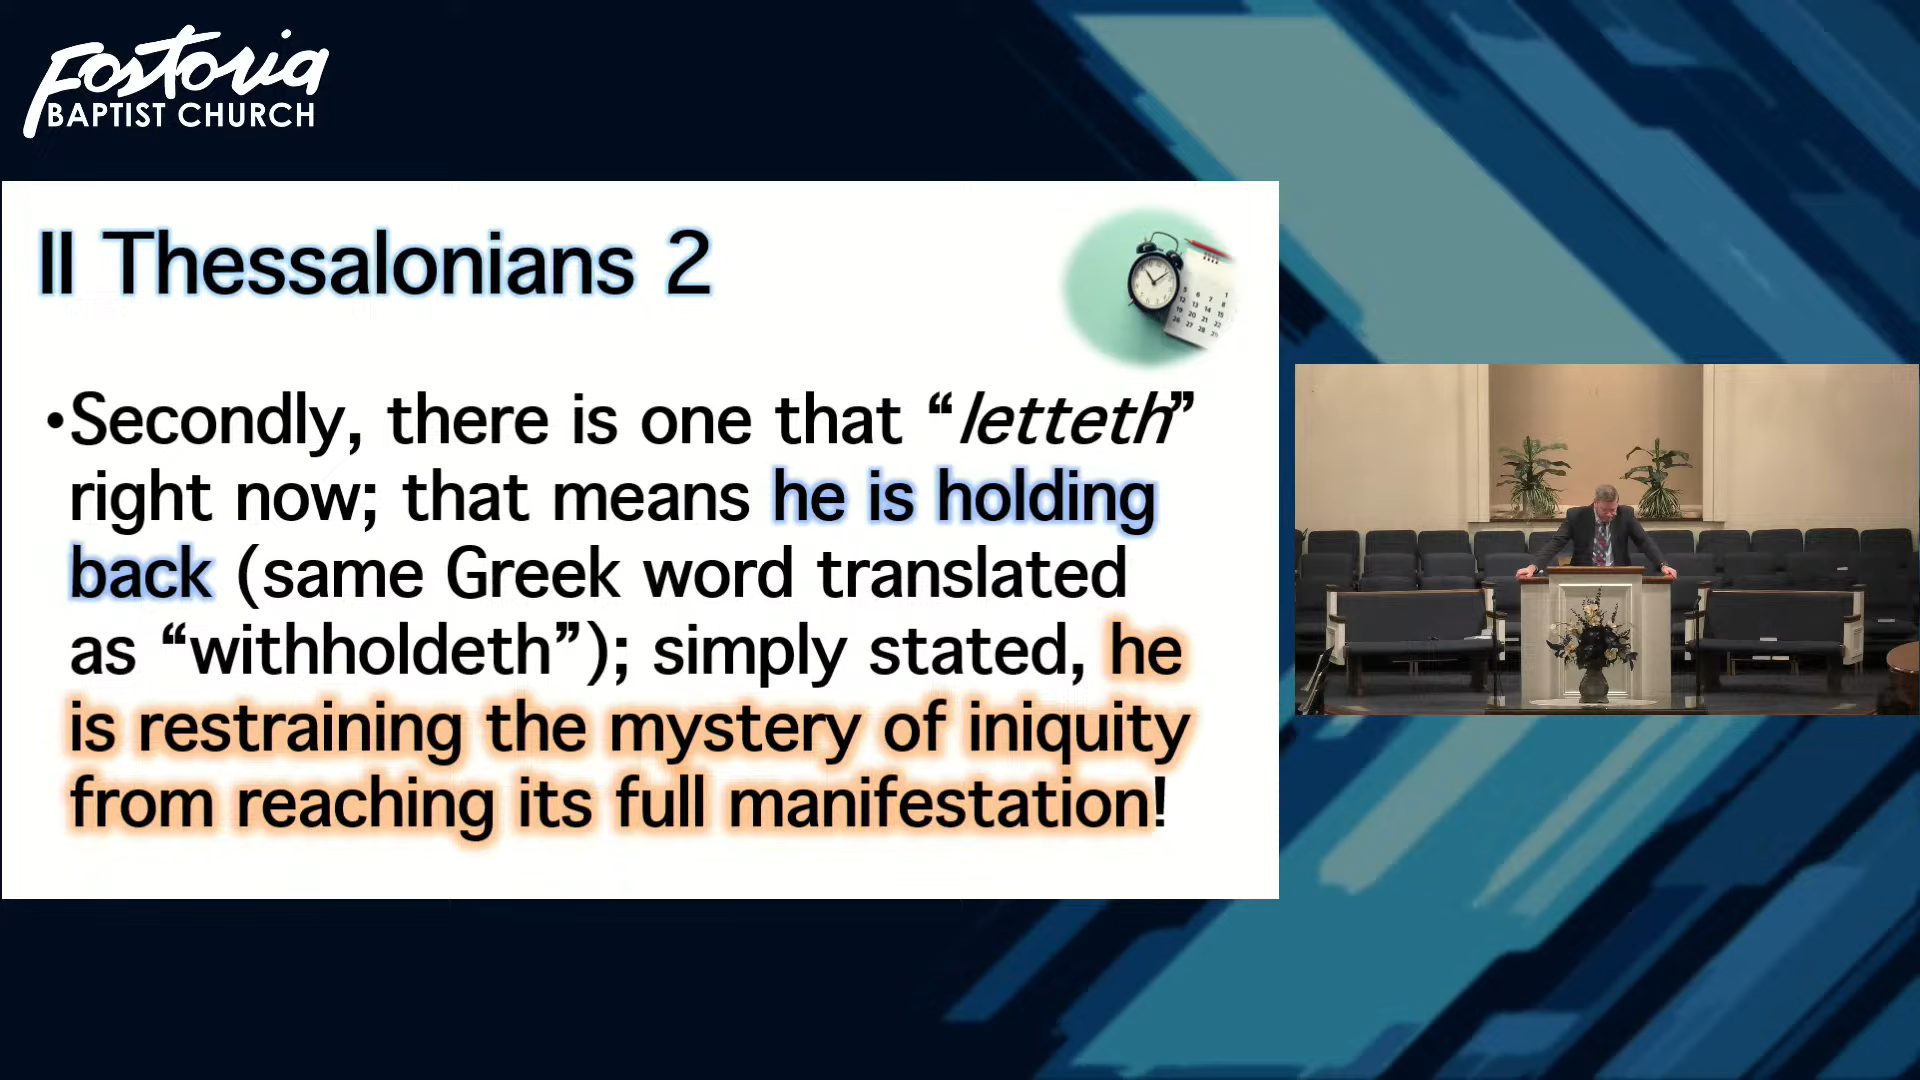 Fostoria
BAPTIST CHURCH
II Thessalonians 2
•Secondly, there is one that “letteth”
right now; that means he is holding
back (same Greek word translated
as “withholdeth”); simply stated, he
is restraining the mystery of iniquity
from reaching its full manifestation!